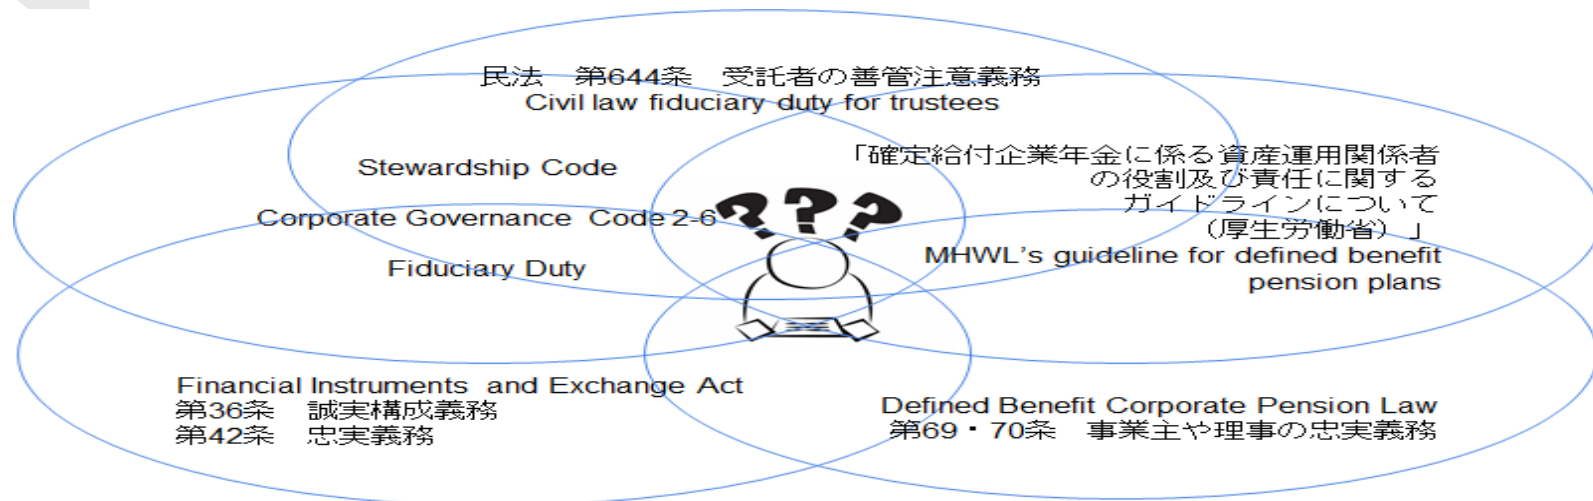 民法　第644条　受託者の善管注意義務
Civil law fiduciary duty for trustees
Stewardship Code
Corporate Governance Code 2-6
Fiduciary Duty
「確定給付企業年金に係る資産運用関係者
の役割及び責任に関する
ガイドラインについて
（厚生労働省）」
MHWL's guideline for defined benefit
pension plans
???
Financial Instruments and Exchange Act
第36条　誠実構成義務
第42条　忠実義務
Defined Benefit Corporate Pension Law
第69・70条　事業主や理事の忠実義務